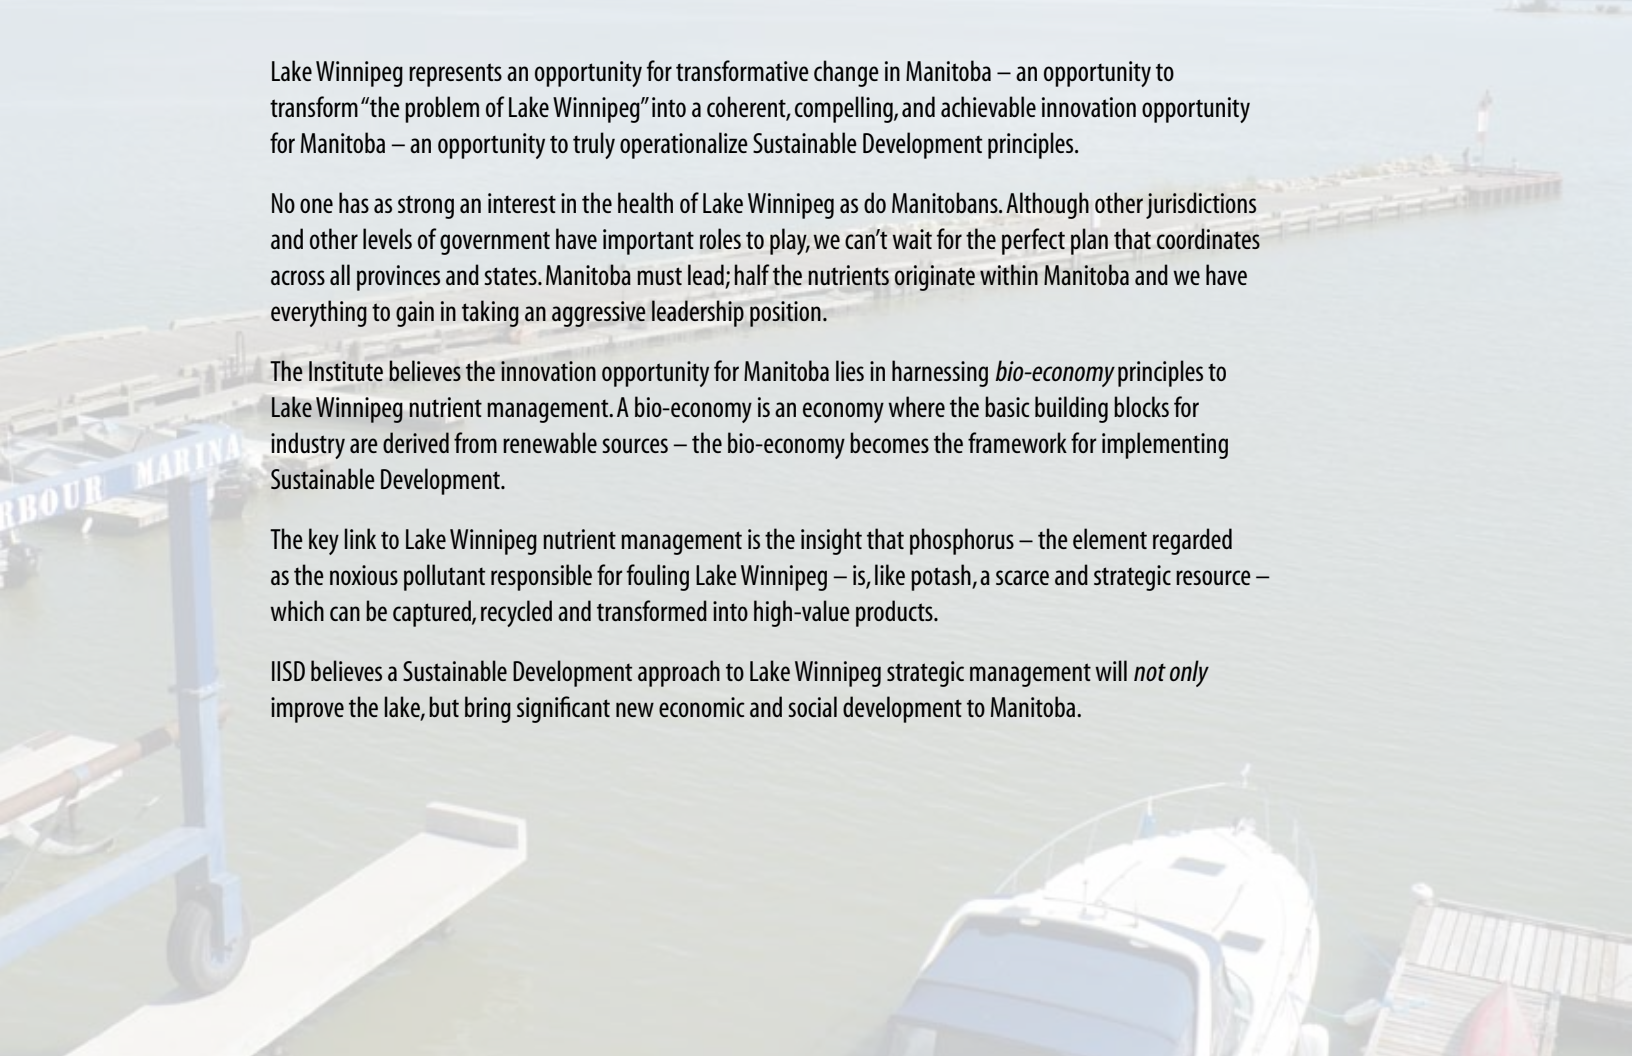 Lake Winnipeg represents an opportunity for transformative change in Manitoba – an opportunity to
transform “the problem of Lake Winnipeg” into a coherent, compelling, and achievable innovation opportunity
for Manitoba – an opportunity to truly operationalize Sustainable Development principles.
No one has as strong an interest in the health of Lake Winnipeg as do Manitobans. Although other jurisdictions
and other levels of government have important roles to play, we can’t wait for the perfect plan that coordinates
across all provinces and states. Manitoba must lead; half the nutrients originate within Manitoba and we have
everything to gain in taking an aggressive leadership position.
The Institute believes the innovation opportunity for Manitoba lies in harnessing bio-economy principles to
Lake Winnipeg nutrient management. A bio-economy is an economy where the basic building blocks for
industry are derived from renewable sources – the bio-economy becomes the framework for implementing
Sustainable Development.
The key link to Lake Winnipeg nutrient management is the insight that phosphorus – the element regarded
as the noxious pollutant responsible for fouling Lake Winnipeg – is, like potash, a scarce and strategic resource –
which can be captured, recycled and transformed into high-value products.
IISD believes a Sustainable Development approach to Lake Winnipeg strategic management will not only
improve the lake, but bring significant new economic and social development to Manitoba.
RBOUR MARINA